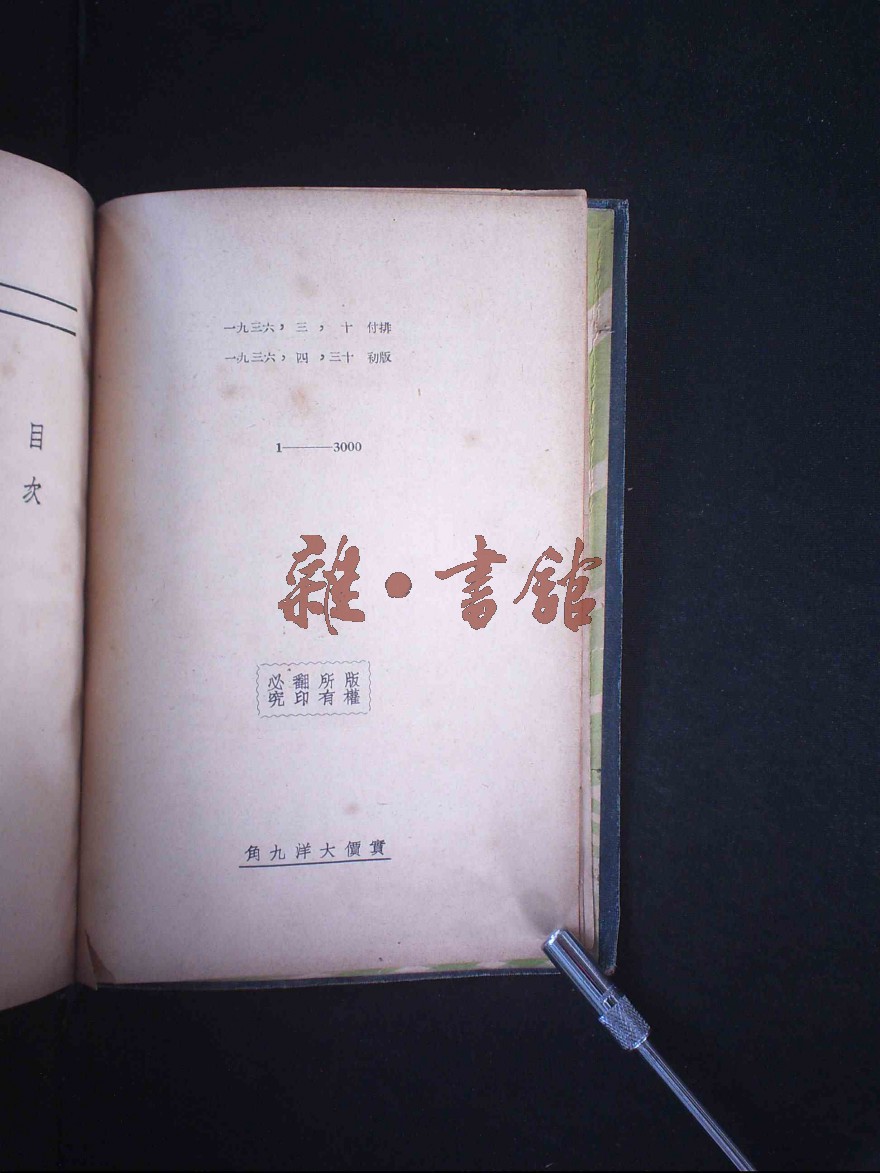 目次
一九三六，三，十 付排
一九三六，四，三十 初版
1———3000
雜•書館
版權所有翻印必究
實價大洋九角